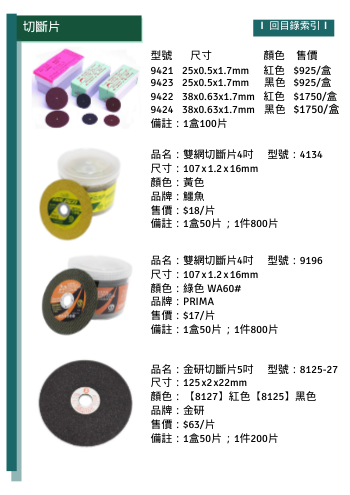 切斷片
I 回目錄索引 I
型號 尺寸 顏色 售價
9421 25x0.5x1.7mm 紅色 $925/盒
9423 25x0.5x1.7mm 黑色 $925/盒
9422 38x0.63x1.7mm 紅色 $1750/盒
9424 38x0.63x1.7mm 黑色 $1750/盒
備註：1盒100片
品名：雙網切斷片4吋 型號：4134
尺寸：107x1.2x16mm
顏色：黃色
品牌：鱷魚
售價：$18/片
備註：1盒50片；1件800片
品名：雙網切斷片4吋 型號：9196
尺寸：107x1.2x16mm
顏色：綠色 WA60#
品牌：PRIMA
售價：$17/片
備註：1盒50片；1件800片
品名：金研切斷片5吋 型號：8125-27
尺寸：125x2x22mm
顏色：【8127】紅色【8125】黑色
品牌：金研
售價：$63/片
備註：1盒50片；1件200片